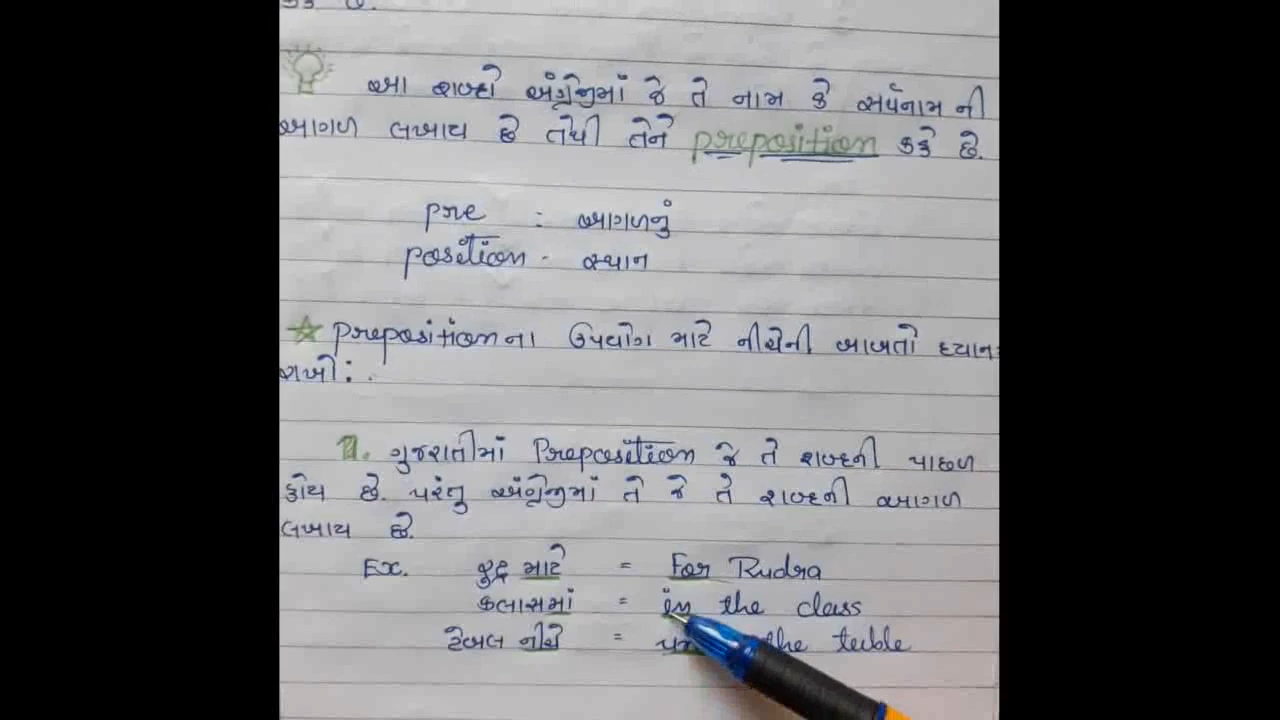 આ શબ્દો અંગ્રેજીમાં જે તે નામ કે સર્વનામ ની
આગળ લખાય છે તેથી તેને preposition કહે છે.
pre : આગળનું
position - સ્થાન
☆ prepositionના ઉપયોગ માટે નીચેની બાબતો ધ્યાન
રાખો:.
1. ગુજરાતીમાં Preposition જે તે શબ્દની પાછળ
હોય છે. પરંતુ અંગ્રેજીમાં તે જે તે શબ્દની આગળ
લખાય છે.
Ex. રુદ્ર માટે = For Rudra
કલાસમાં = in the class
ટેબલ નીચે = the table